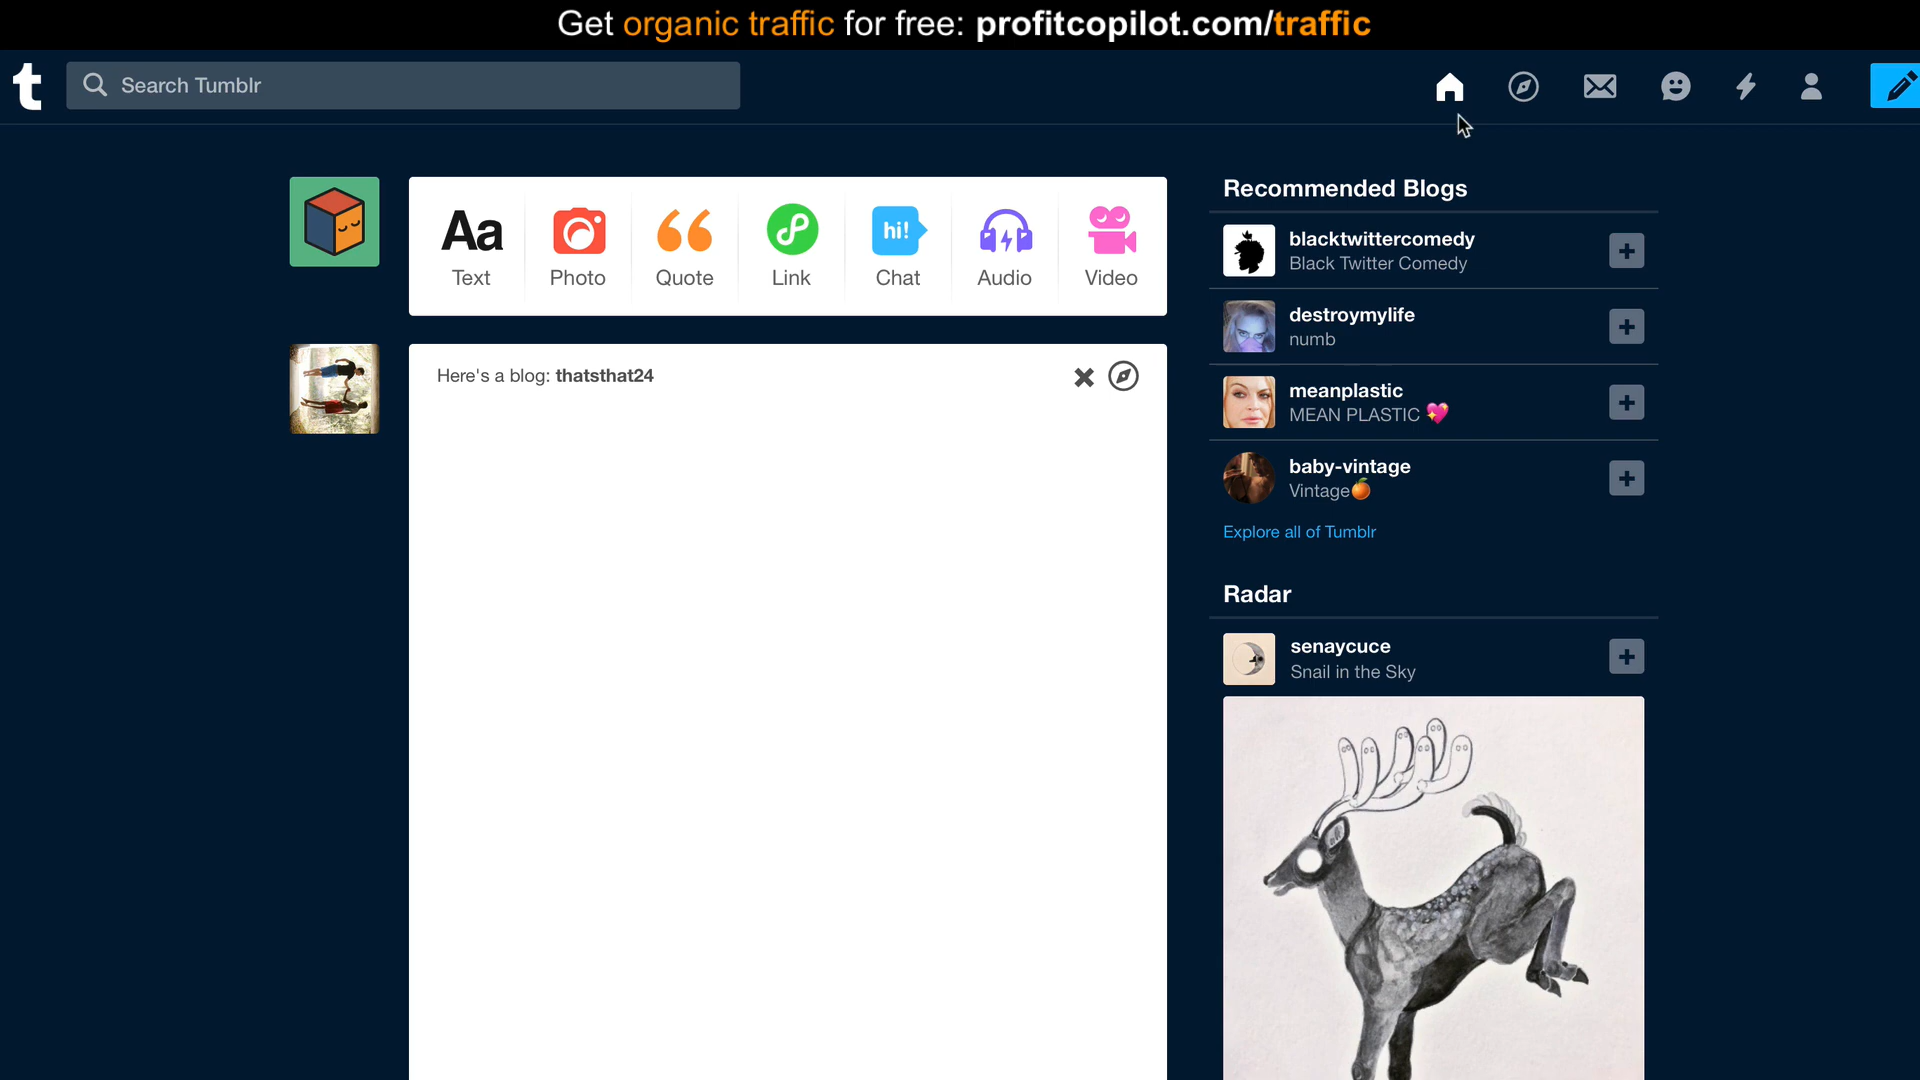 Get organic traffic for free: profitcopilot.com/traffic
t
Search Tumblr
Aa
Text
Photo
Quote
Link
hi!
Chat
Audio
Video
Here's a blog: thatsthat24
Recommended Blogs
blacktwittercomedy
Black Twitter Comedy
destroymylife
numb
meanplastic
MEAN PLASTIC 💖
baby-vintage
Vintage🍊
Explore all of Tumblr
Radar
senaycuce
Snail in the Sky